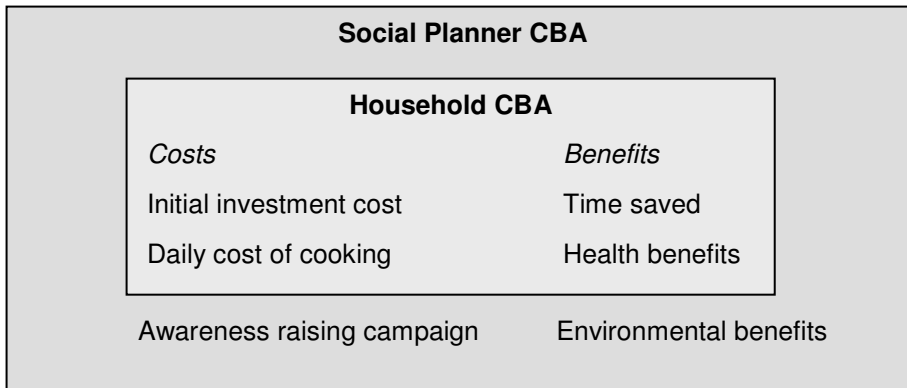 Social Planner CBA
Household CBA
Costs Benefits
Initial investment cost Time saved
Daily cost of cooking Health benefits
Awareness raising campaign Environmental benefits